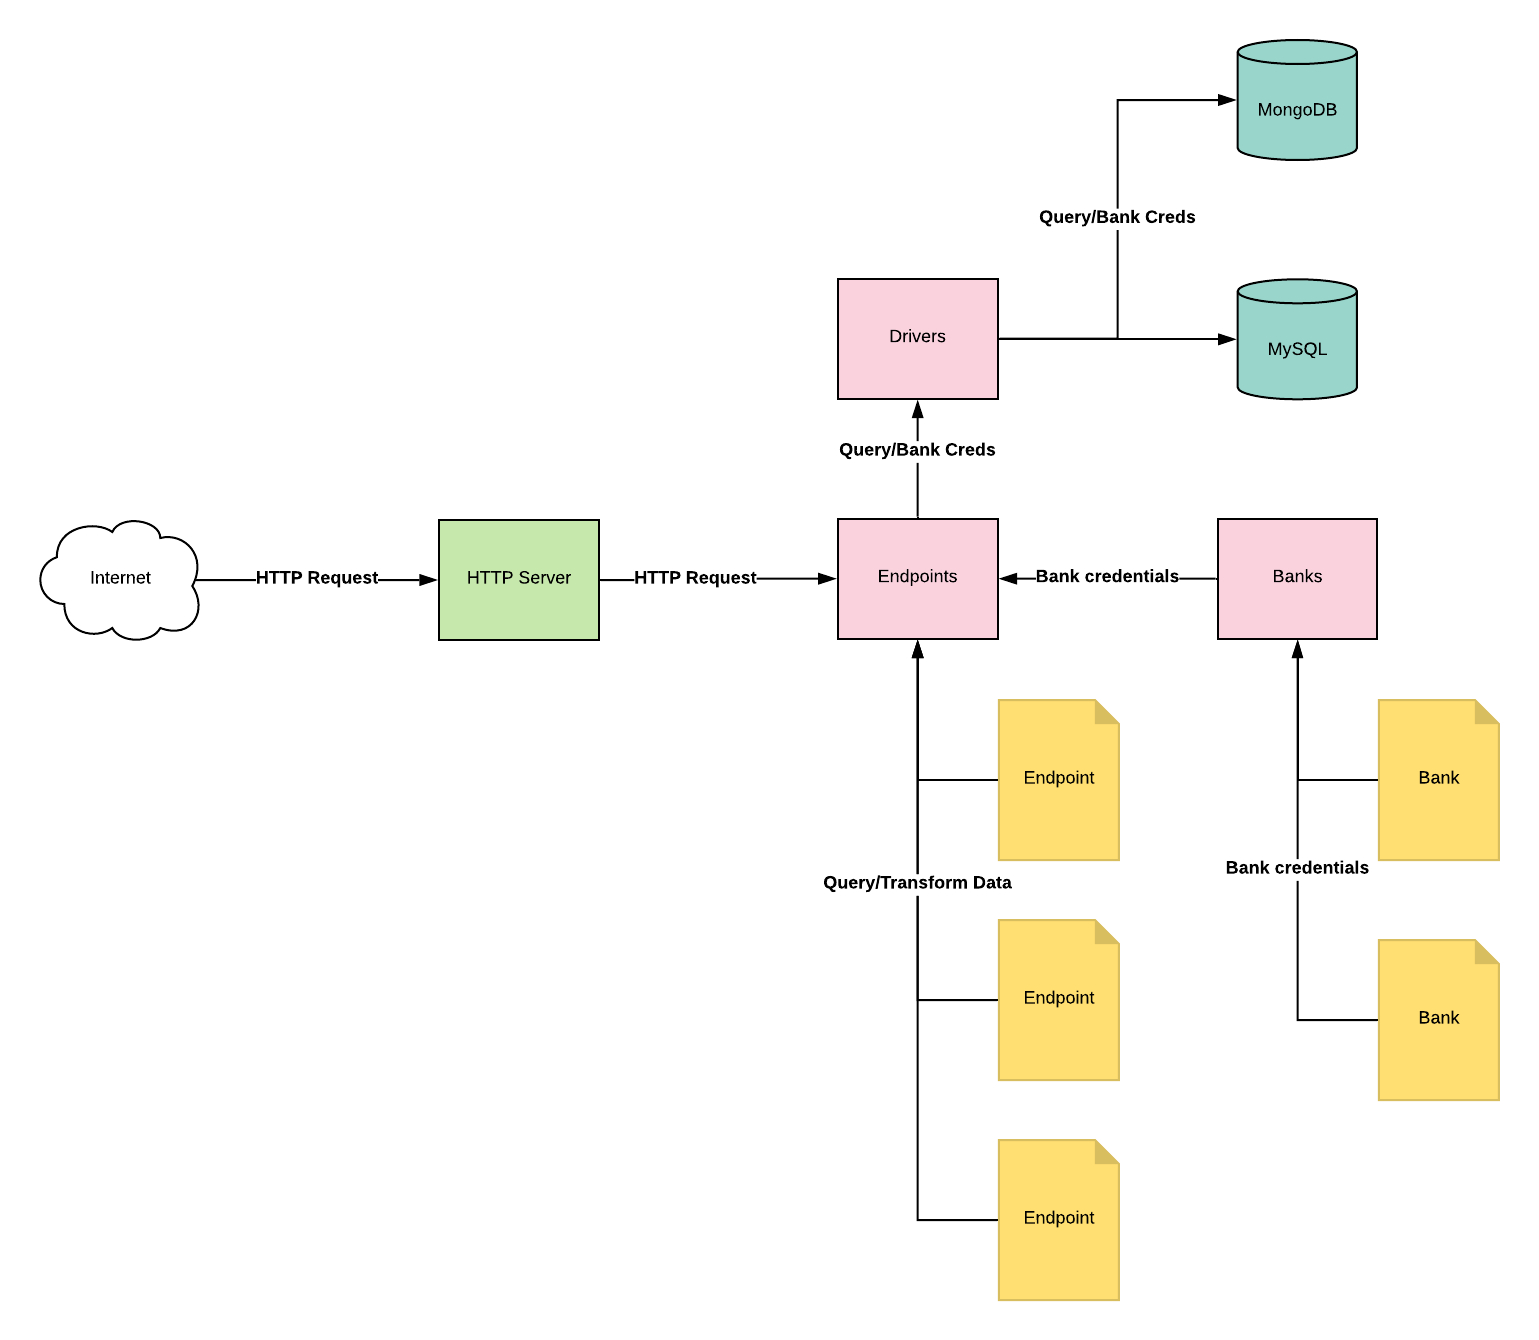 MongoDB
Query/Bank Creds
Drivers
MySQL
Query/Bank Creds
Internet
HTTP Request
HTTP Server
HTTP Request
Endpoints
Bank credentials
Banks
Endpoint
Bank
Bank credentials
Query/Transform Data
Endpoint
Bank
Endpoint